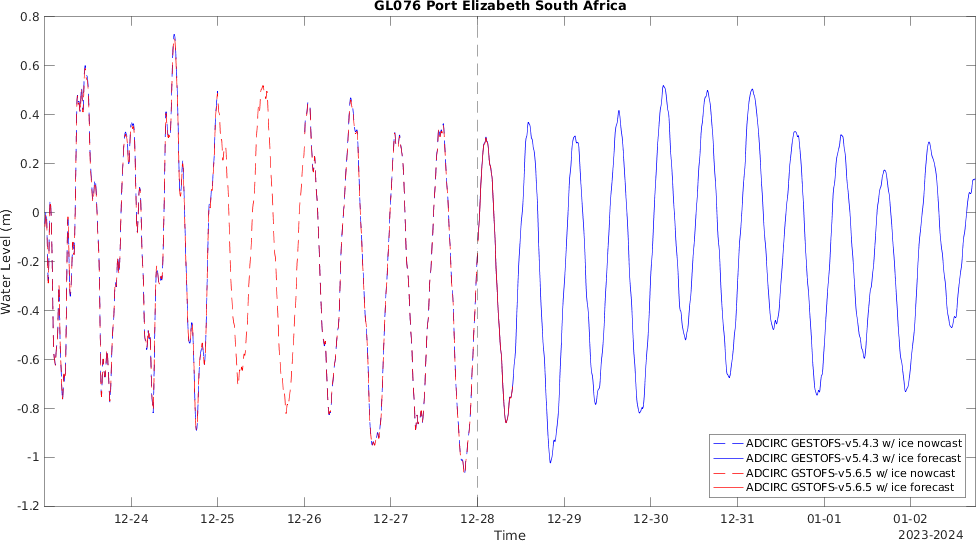 GL076 Port Elizabeth South Africa
0.8
0.6
0.4
0.2
0
-0.2
-0.4
-0.6
-0.8
-1
-1.2
Water Level (m)
ADCIRC GESTOFS-v5.4.3 w/ ice nowcast
ADCIRC GESTOFS-v5.4.3 w/ ice forecast
ADCIRC GSTOFS-v5.6.5 w/ ice nowcast
ADCIRC GSTOFS-v5.6.5 w/ ice forecast
12-24 12-25 12-26 12-27 12-28 12-29 12-30 12-31 01-01 01-02
Time
2023-2024